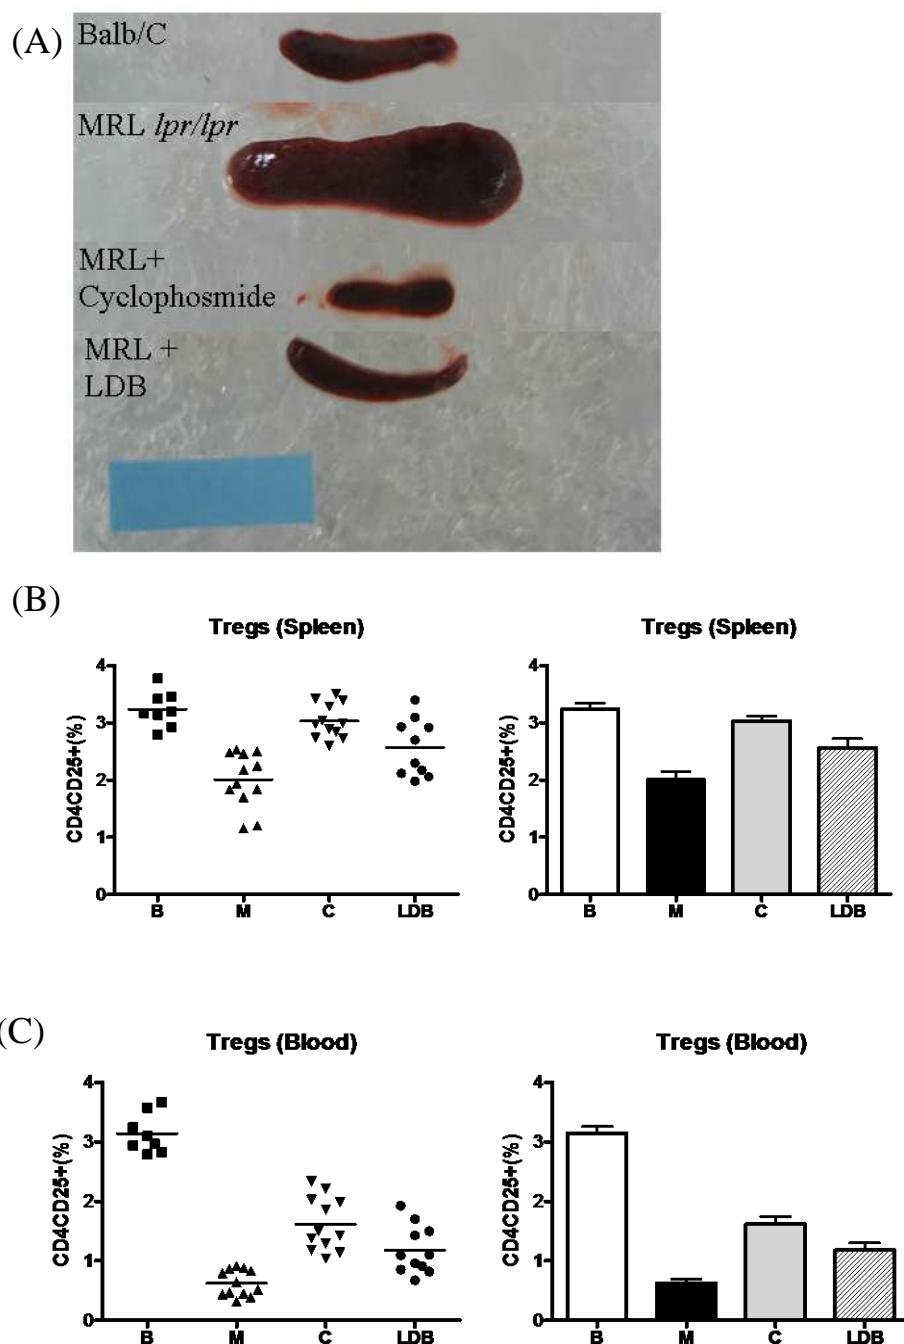 (A)
Balb/C
MRL lpr/lpr
MRL+
Cyclophosmide
MRL +
LDB
(B)
Tregs (Spleen)
CD4CD25+(%)
4
3
2
1
0
B M C LDB
Tregs (Spleen)
CD4CD25+(%)
4
3
2
1
0
B M C LDB
(C)
Tregs (Blood)
CD4CD25+(%)
4
3
2
1
0
B M C LDB
Tregs (Blood)
CD4CD25+(%)
4
3
2
1
0
B M C LDB